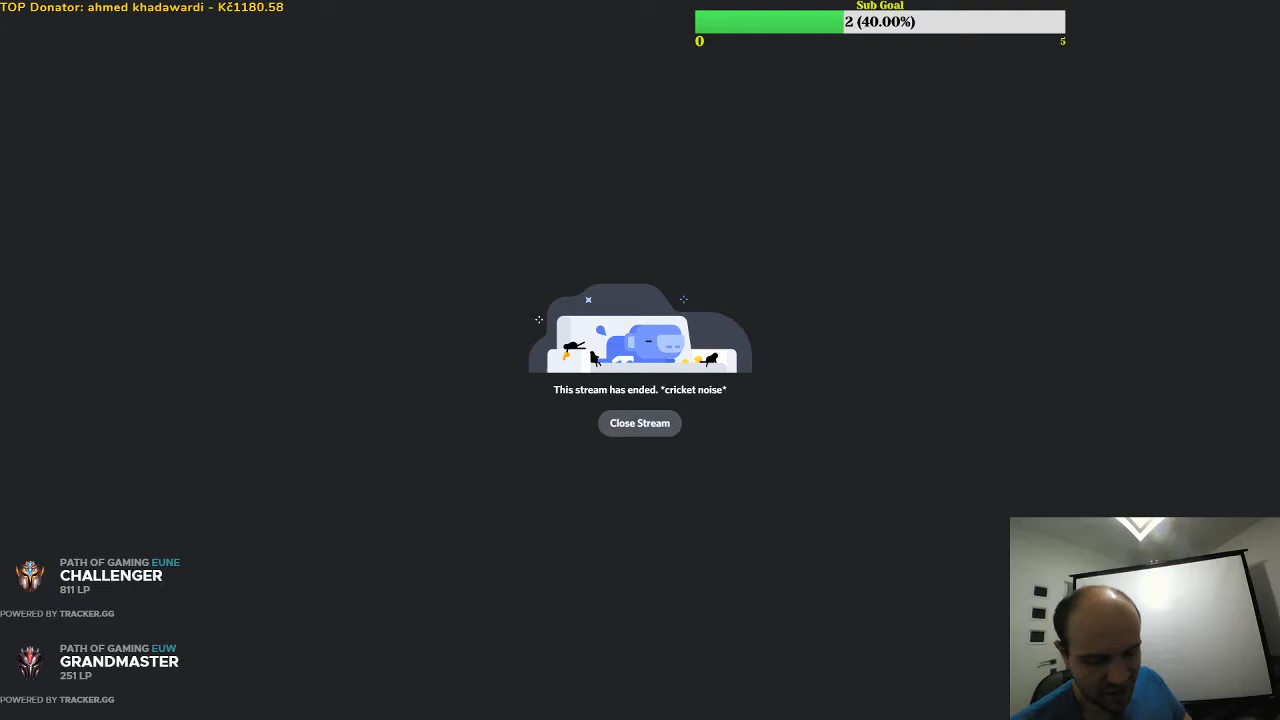 TOP Donator: ahmed khadawardi - Kč1180.58
Sub Goal
2 (40.00%)
0
5
This stream has ended. *cricket noise*
Close Stream
PATH OF GAMING EUNE
CHALLENGER
811 LP
POWERED BY TRACKER.GG
PATH OF GAMING EUW
GRANDMASTER
251 LP
POWERED BY TRACKER.GG